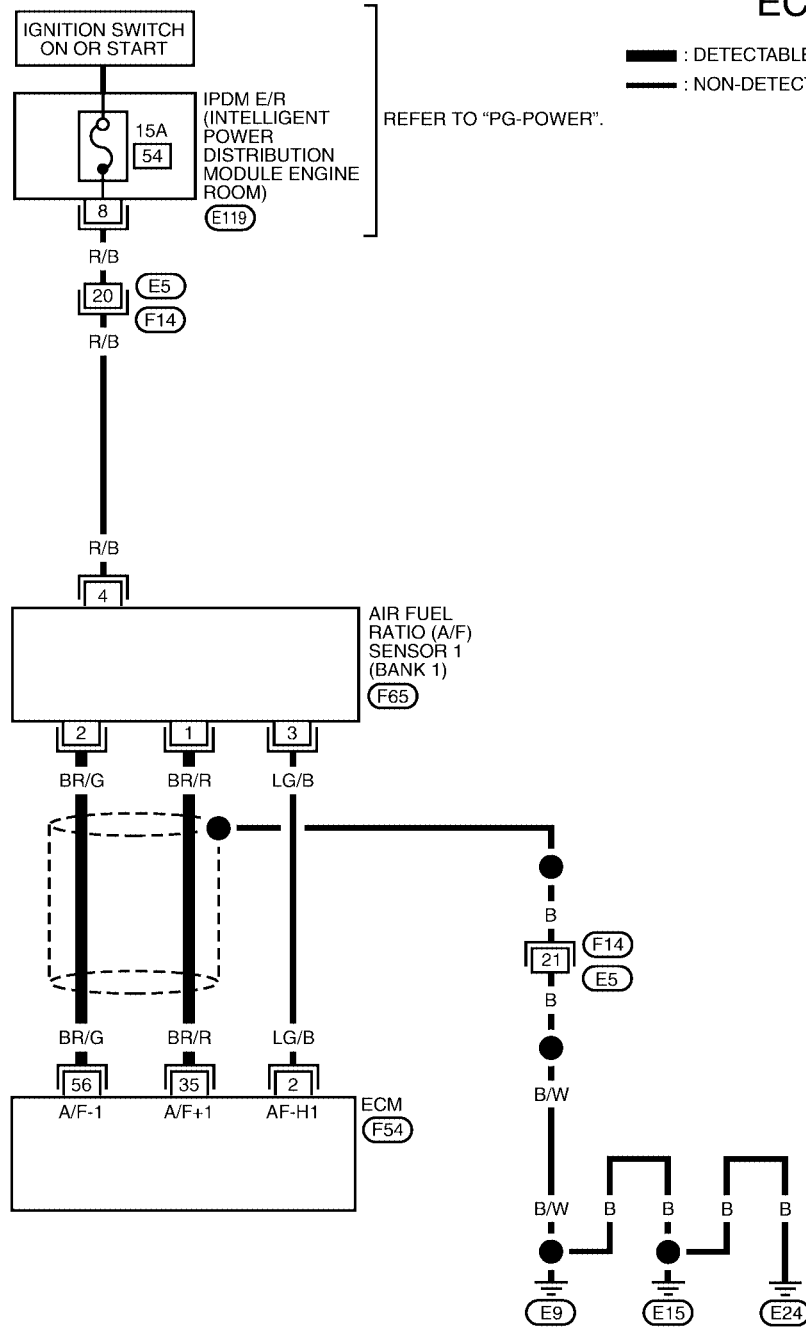 EC
IGNITION SWITCH
ON OR START
: DETECTABLE
: NON-DETECT
IPDM E/R
(INTELLIGENT
POWER
DISTRIBUTION
MODULE ENGINE
ROOM)
E119
15A
54
REFER TO “PG-POWER”.
8
R/B
20
E5
F14
R/B
R/B
4
AIR FUEL
RATIO (A/F)
SENSOR 1
(BANK 1)
F65
2 1 3
BR/G BR/R LG/B
B
21
F14
E5
B
BR/G BR/R LG/B
56 35 2
A/F-1 A/F+1 AF-H1
ECM
F54
B/W
B/W B B B B
E9 E15 E24